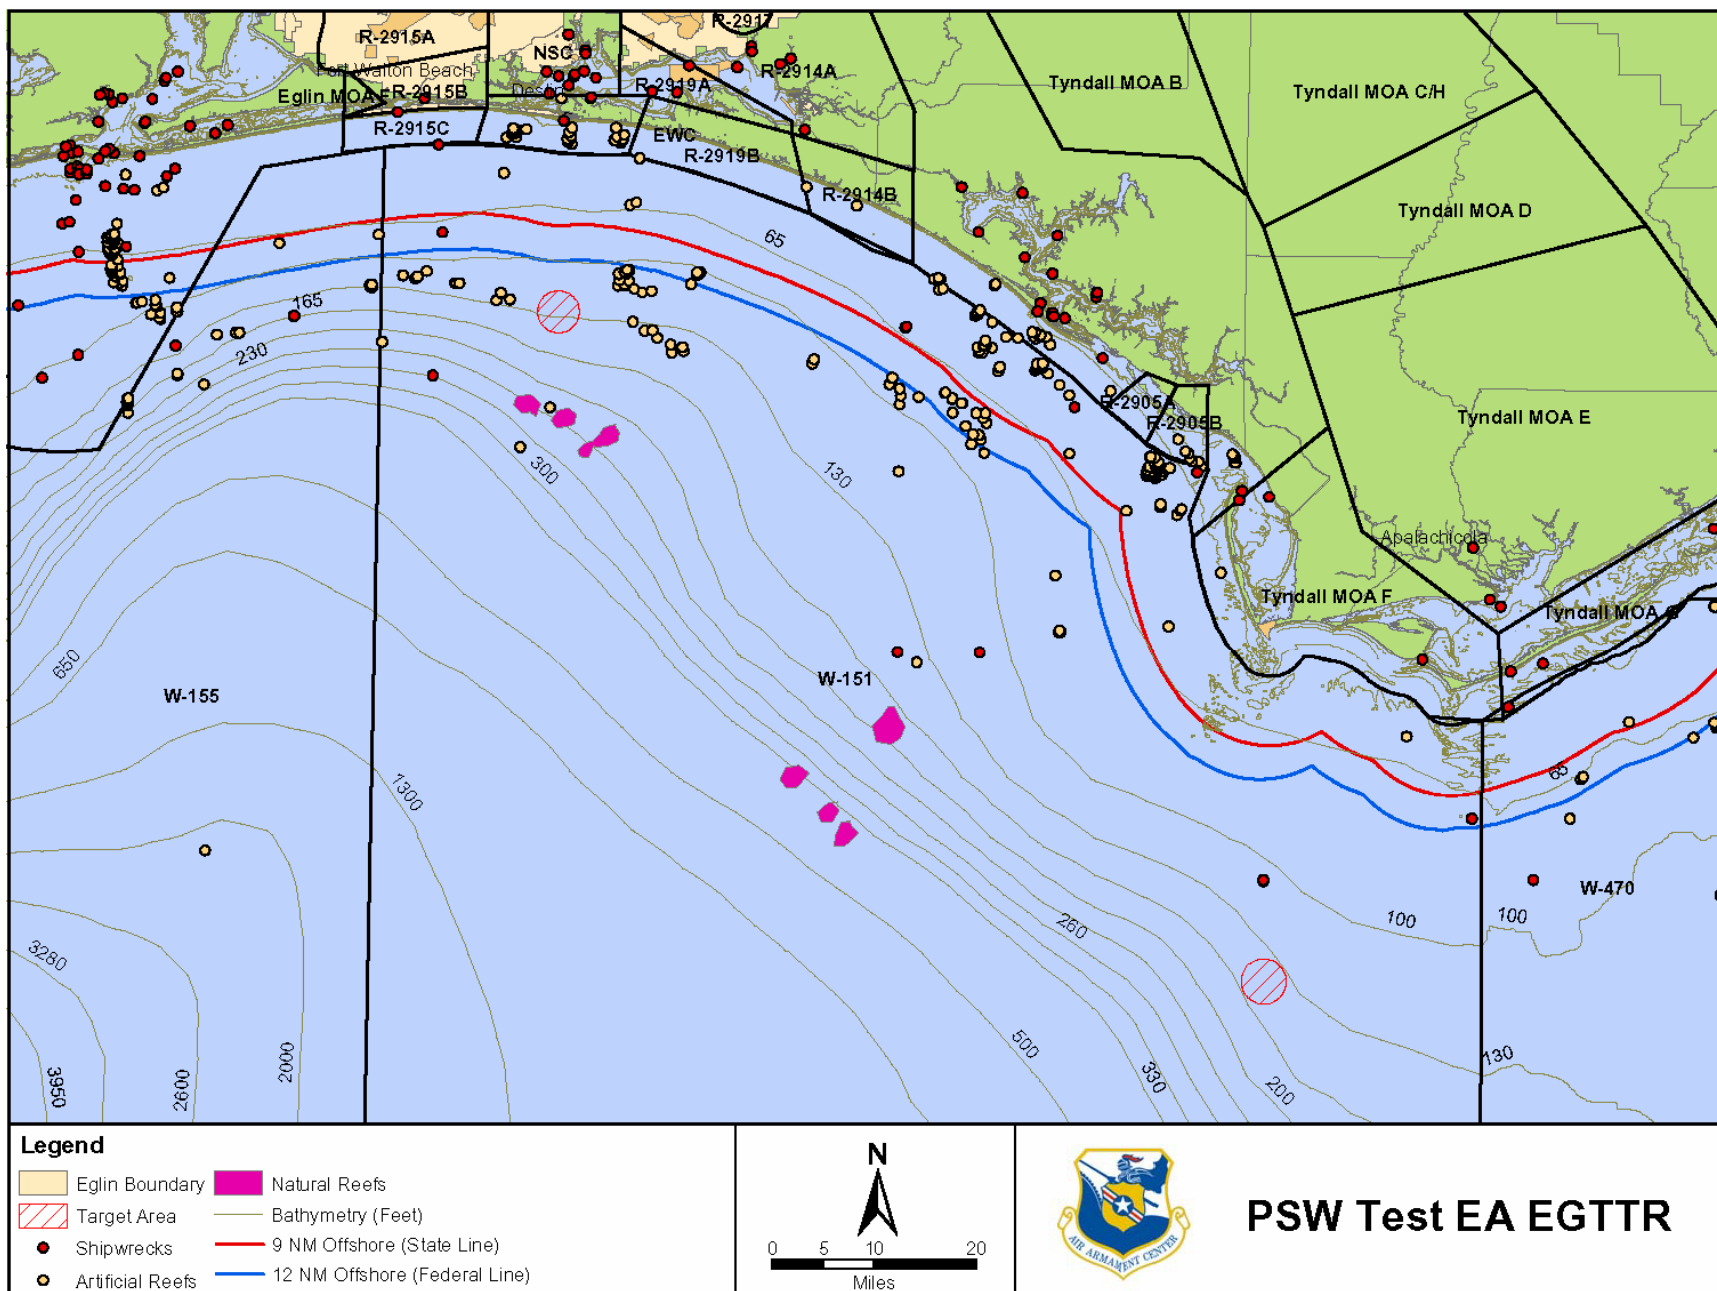 R-2917
R-2915A
NSC
Fort Walton Beach
R-2914A
Tyndall MOA B
Tyndall MOA C/H
Eglin MOA F
R-2915B
Destin
R-2919A
R-2915C
EWC
R-2919B
R-2914B
Tyndall MOA D
65
165
230
R-2905A
R-2905B
Tyndall MOA E
300
130
Apalachicola
Tyndall MOA F
Tyndall MOA G
650
W-155
W-151
65
1300
W-470
100
100
260
3280
500
130
330
200
2000
2600
3950
Legend
Eglin Boundary
Natural Reefs
Target Area
Bathymetry (Feet)
Shipwrecks
9 NM Offshore (State Line)
Artificial Reefs
12 NM Offshore (Federal Line)
N
0 5 10 20
Miles
AIR ARMAMENT CENTER
PSW Test EA EGTTR